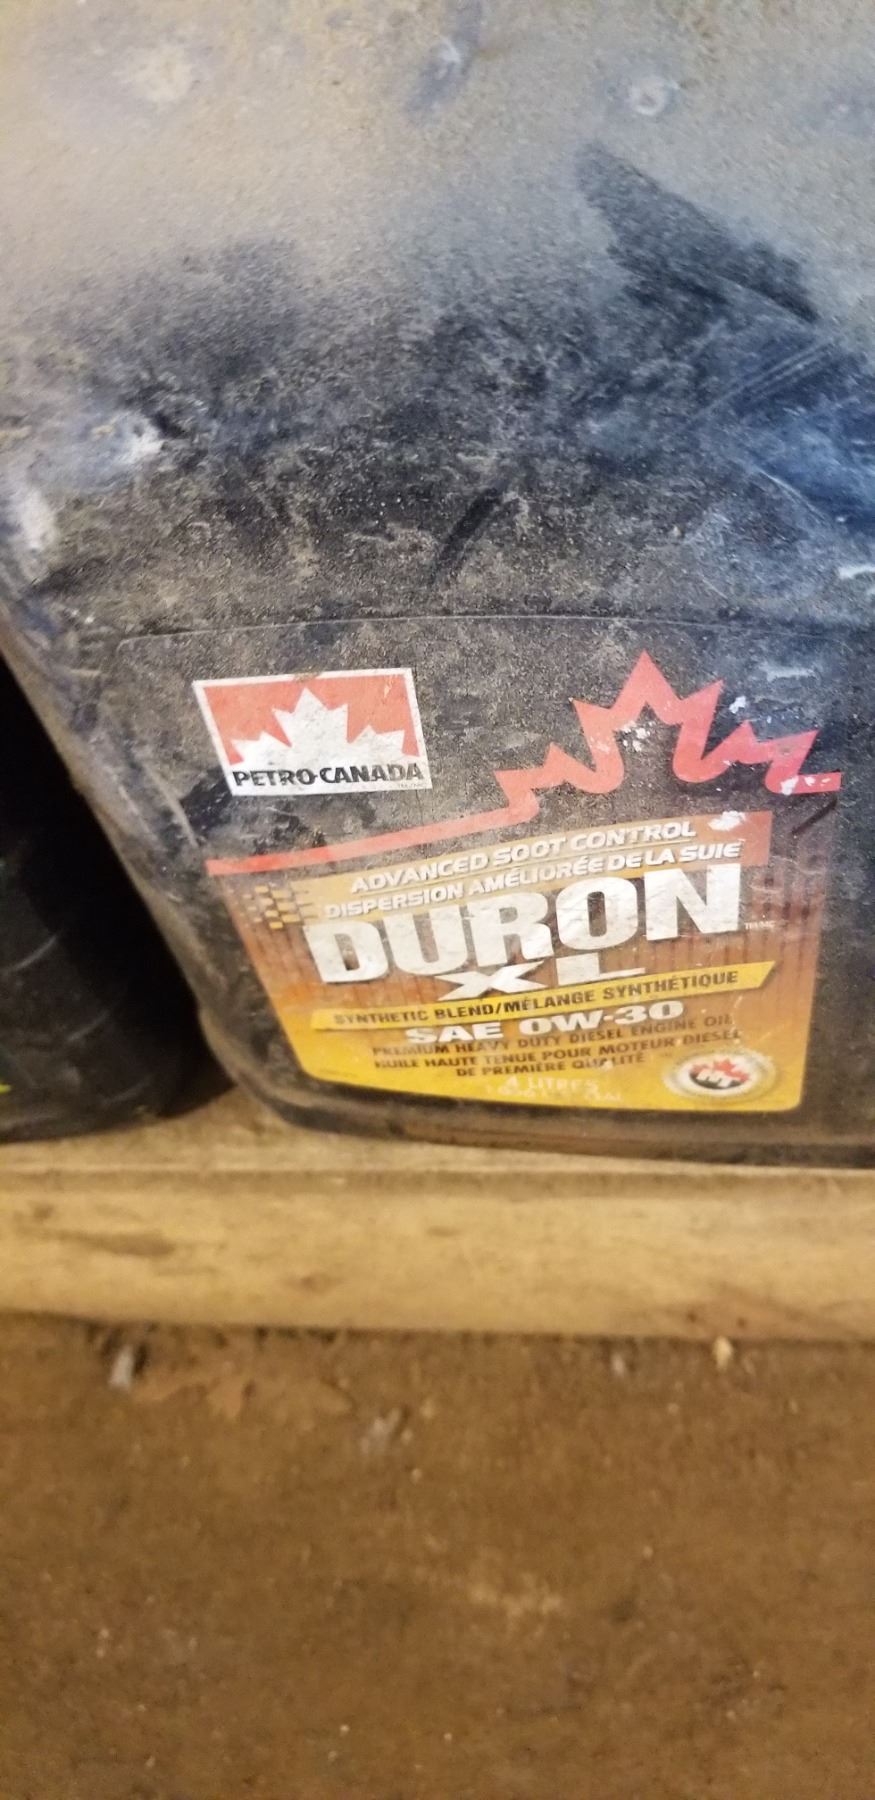 PETRO-CANADA
ADVANCED SOOT CONTROL
DISPERSION AMÉLIORÉE DE LA SUIE
DURON
XL
SYNTHETIC BLEND/MÉLANGE SYNTHÉTIQUE
SAE 0W-30
PREMIUM HEAVY DUTY DIESEL ENGINE OIL
HUILE HAUTE TENUE POUR MOTEUR DIESEL
DE PREMIÈRE QUALITÉ
4 LITRES